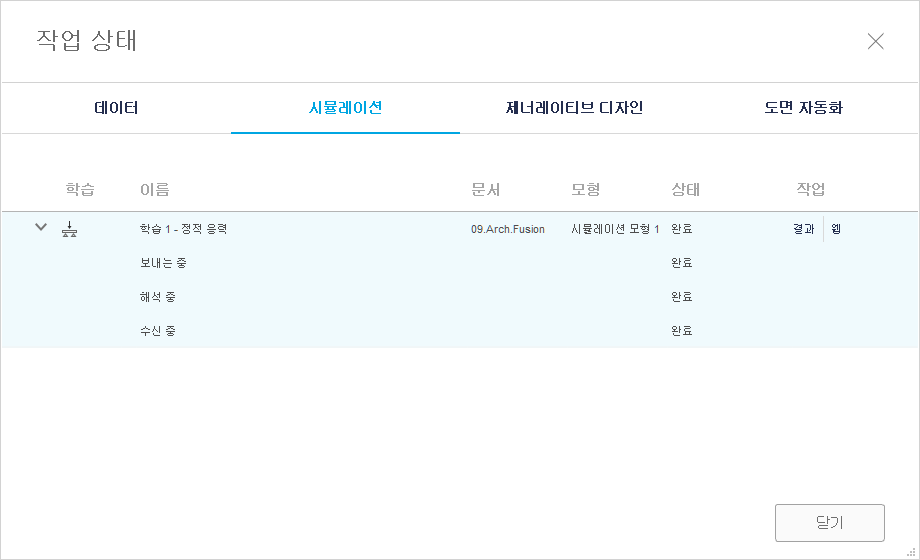 작업 상태
데이터 시뮬레이션 제너레이티브 디자인 도면 자동화
학습 이름 문서 모형 상태 작업
학습 1 - 정적 응력 09.Arch.Fusion 시뮬레이션 모형 1 완료 결과 웹
보내는 중 완료
해석 중 완료
수신 중 완료
닫기